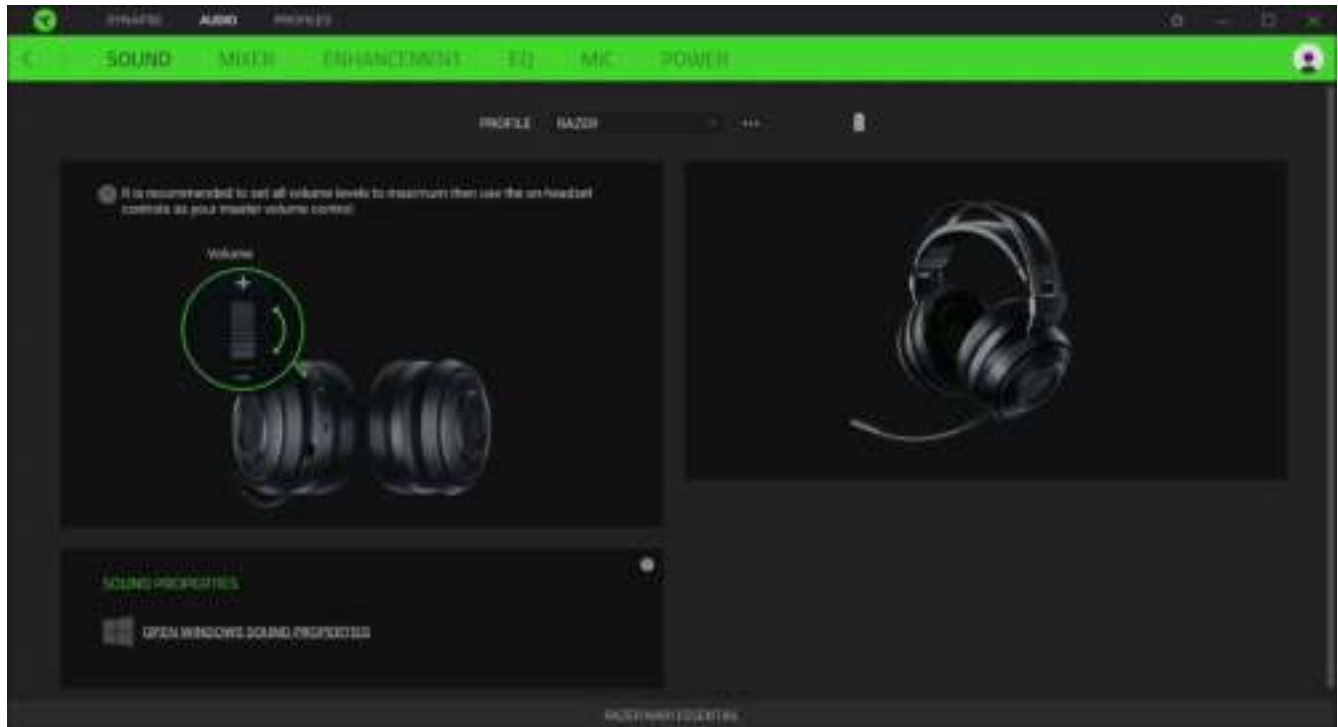 SYNAPSE AUDIO PROFILES
SOUND MIXER ENHANCEMENT EQ MIC POWER
PROFILE RAZER
It is recommended to set all volume levels to maximum then use the on-headset
controls as your master volume control.
Volume
SOUND PROPERTIES
OPEN WINDOWS SOUND PROPERTIES
RAZER NARI ESSENTIAL